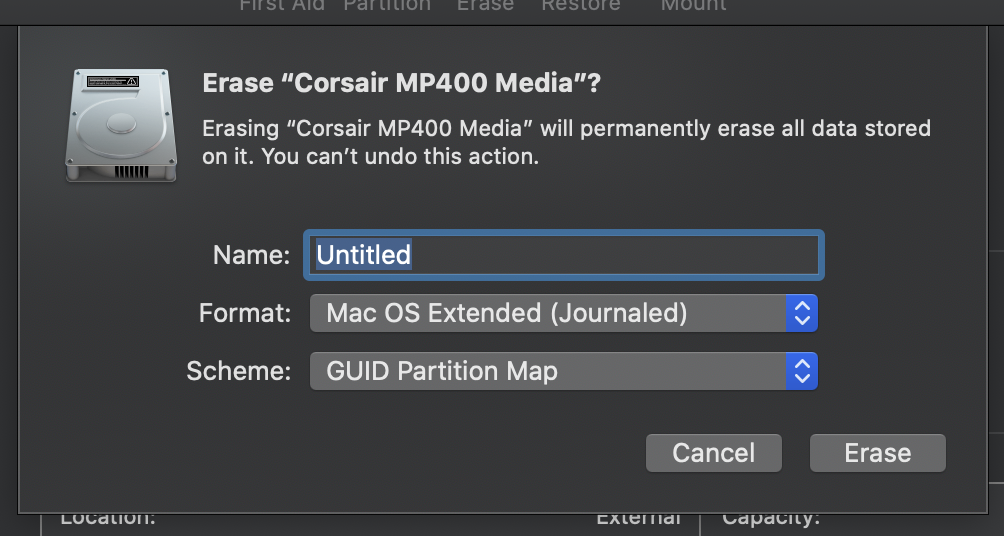 First Aid Partition Erase Restore Mount
Erase “Corsair MP400 Media”?
Erasing “Corsair MP400 Media” will permanently erase all data stored
on it. You can’t undo this action.
Name: Untitled
Format: Mac OS Extended (Journaled)
Scheme: GUID Partition Map
Cancel Erase
Location: External Capacity: